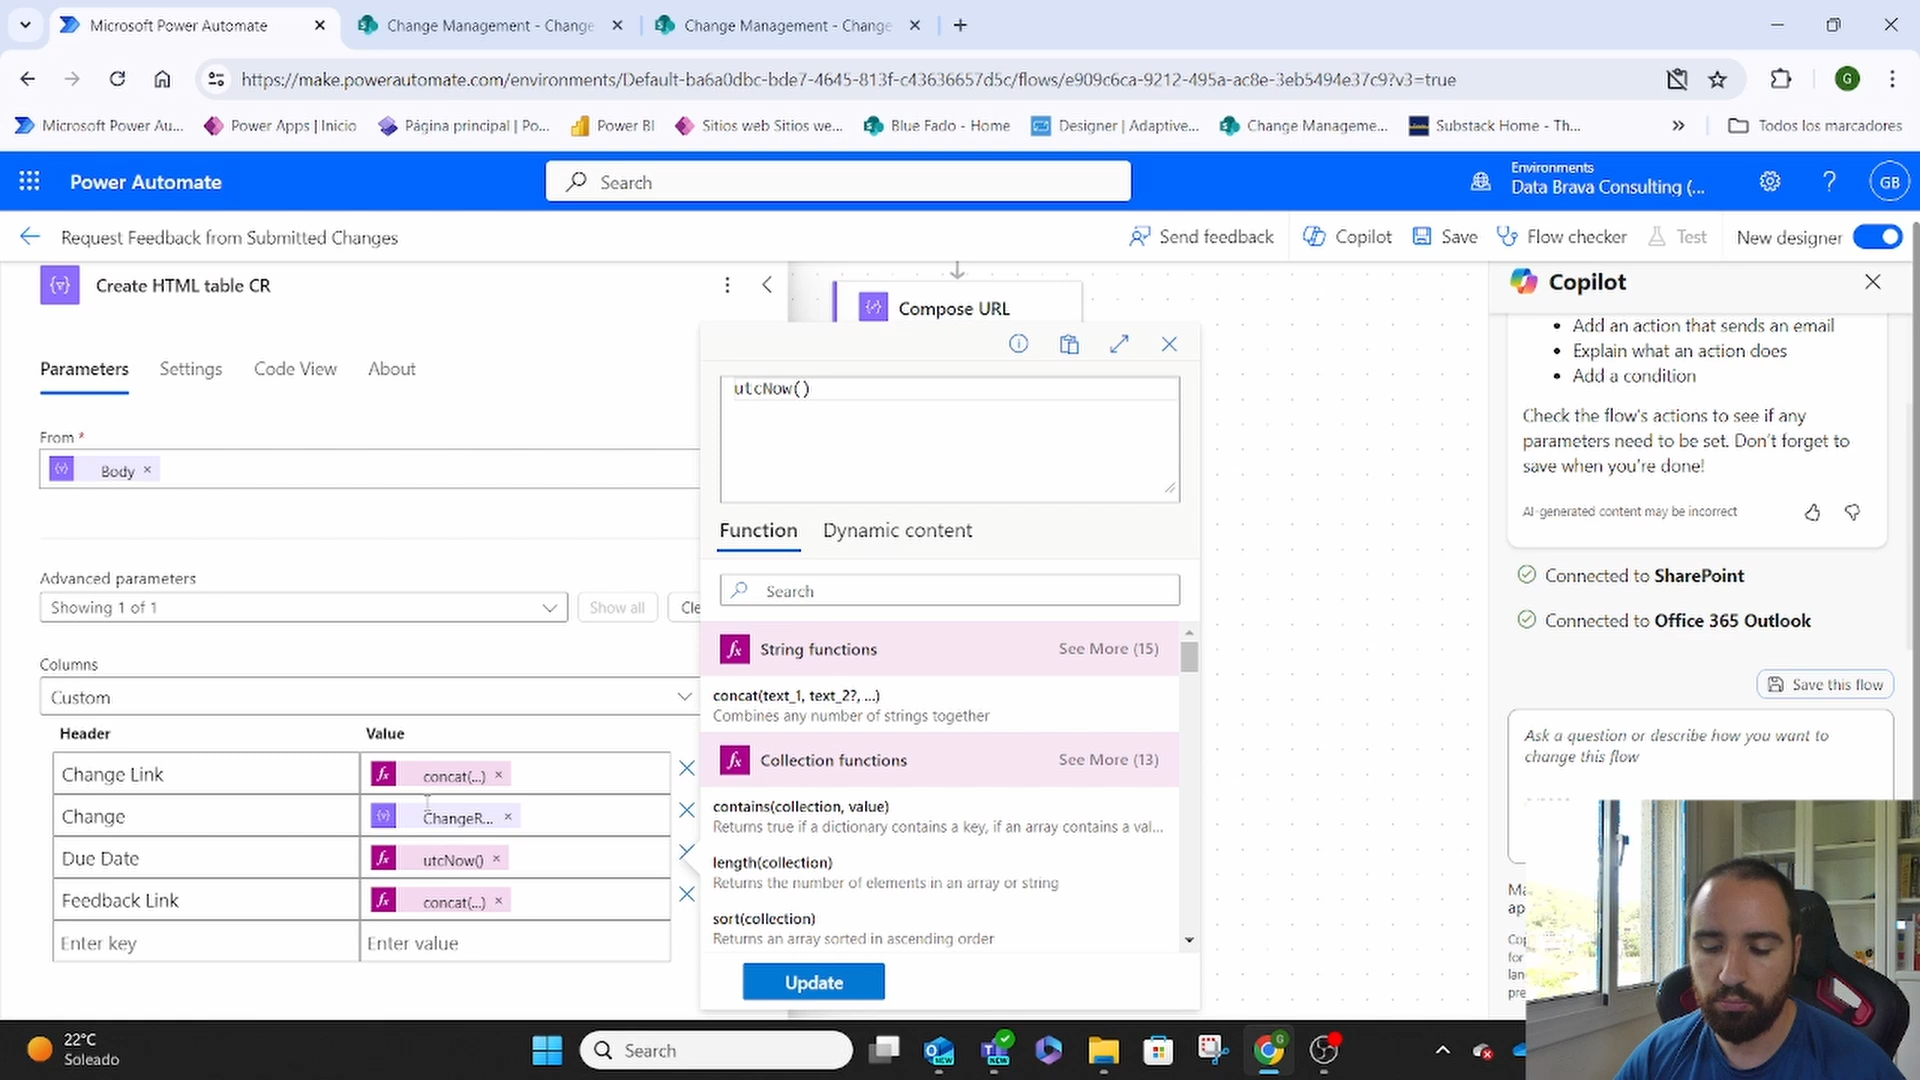 Microsoft Power Automate
Change Management - Change
Change Management - Change
https://make.powerautomate.com/environments/Default-ba6a0dbc-bde7-4645-813f-c43636657d5c/flows/e909c6ca-9212-495a-ac8e-3eb5494e37c9?v3=true
G
Microsoft Power Au...
Power Apps | Inicio
Página principal | Po...
Power BI
Sitios web Sitios we...
Blue Fado - Home
Designer | Adaptive...
Change Manageme...
Substack Home - Th...
Todos los marcadores
Power Automate
Search
Environments
Data Brava Consulting (...
GB
Request Feedback from Submitted Changes
Send feedback
Copilot
Save
Flow checker
Test
New designer
Create HTML table CR
Parameters
Settings
Code View
About
From *
Body
Advanced parameters
Showing 1 of 1
Show all
Cle
Columns
Custom
Header
Value
Change Link
concat(...)
Change
ChangeR...
Due Date
utcNow()
Feedback Link
concat(...)
Enter key
Enter value
Compose URL
utcNow()
Function
Dynamic content
Search
String functions
See More (15)
concat(text_1, text_2?, ...)
Combines any number of strings together
Collection functions
See More (13)
contains(collection, value)
Returns true if a dictionary contains a key, if an array contains a val...
length(collection)
Returns the number of elements in an array or string
sort(collection)
Returns an array sorted in ascending order
Update
Copilot
• Add an action that sends an email
• Explain what an action does
• Add a condition
Check the flow's actions to see if any
parameters need to be set. Don't forget to
save when you're done!
AI-generated content may be incorrect
Connected to SharePoint
Connected to Office 365 Outlook
Save this flow
Ask a question or describe how you want to
change this flow
Ma
ap
Cop
for
lan
pre
22°C
Soleado
Search
NEW
NEW
G